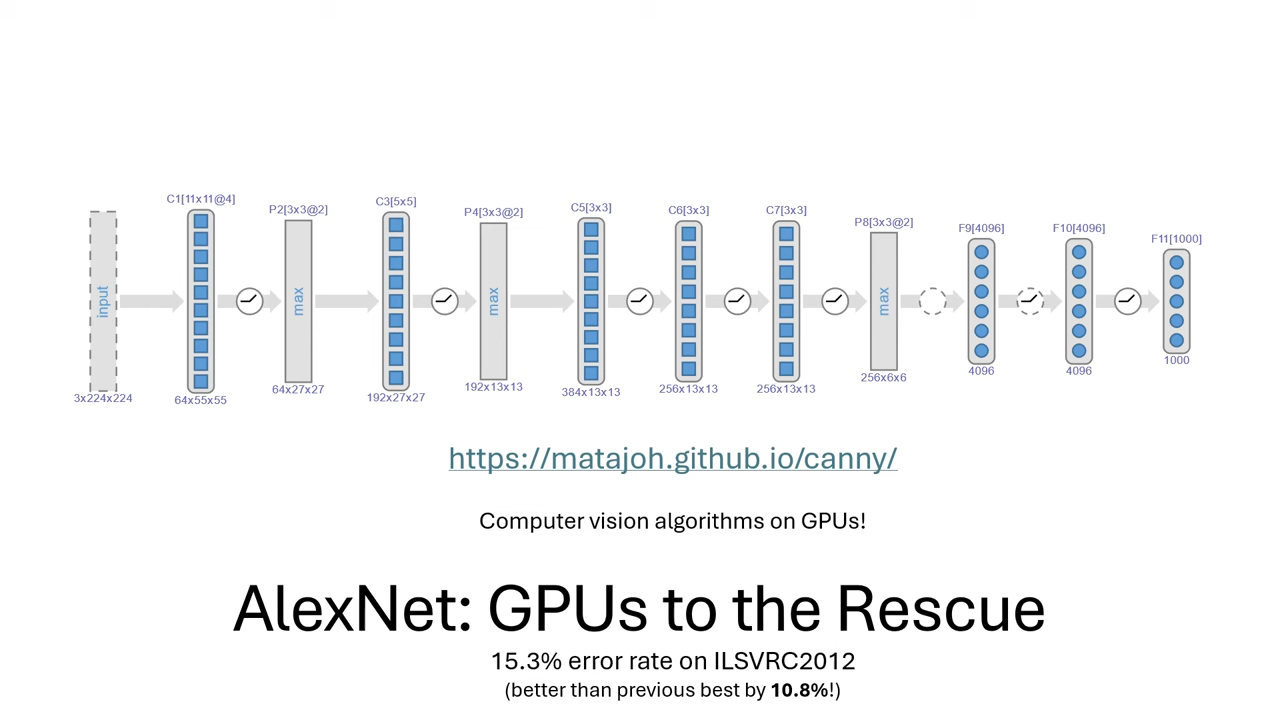 C1[11x11@4]
P2[3x3@2]
C3[5x5]
P4[3x3@2]
C5[3x3]
C6[3x3]
C7[3x3]
P8[3x3@2]
F9[4096]
F10[4096]
F11[1000]
input
max
max
max
3x224x224
64x55x55
64x27x27
192x27x27
192x13x13
384x13x13
256x13x13
256x13x13
256x6x6
4096
4096
1000
https://matajoh.github.io/canny/
Computer vision algorithms on GPUs!
AlexNet: GPUs to the Rescue
15.3% error rate on ILSVRC2012
(better than previous best by 10.8%!)